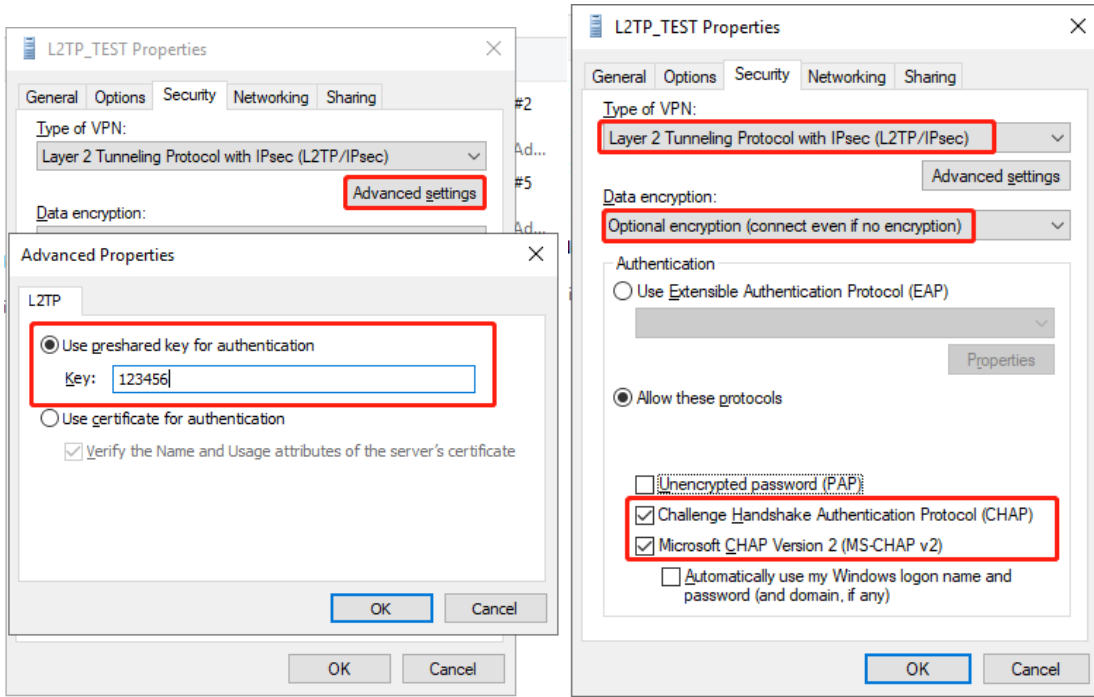 L2TP_TEST Properties
General Options Security Networking Sharing
Type of VPN:
Layer 2 Tunneling Protocol with IPsec (L2TP/IPsec)
Advanced settings
Data encryption:
#2
Ad...
#5
Ad...
Advanced Properties
L2TP
Use preshared key for authentication
Key: 123456
Use certificate for authentication
Verify the Name and Usage attributes of the server's certificate
OK Cancel
OK Cancel
L2TP_TEST Properties
General Options Security Networking Sharing
Type of VPN:
Layer 2 Tunneling Protocol with IPsec (L2TP/IPsec)
Advanced settings
Data encryption:
Optional encryption (connect even if no encryption)
Authentication
Use Extensible Authentication Protocol (EAP)
Properties
Allow these protocols
Unencrypted password (PAP)
Challenge Handshake Authentication Protocol (CHAP)
Microsoft CHAP Version 2 (MS-CHAP v2)
Automatically use my Windows logon name and
password (and domain, if any)
OK Cancel